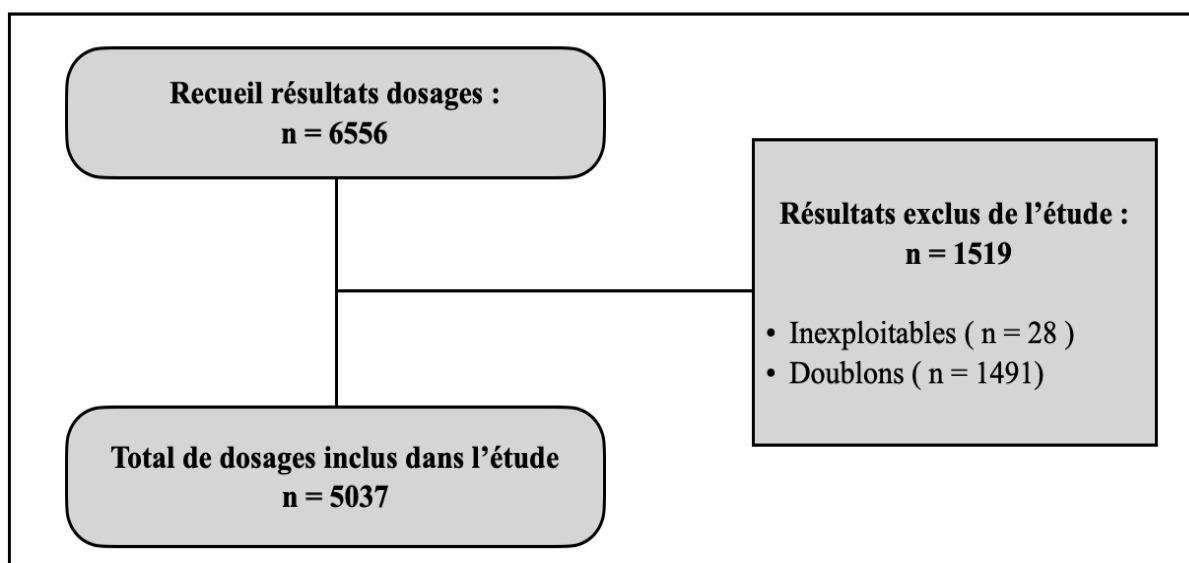 Recueil résultats dosages :
n = 6556
Résultats exclus de l’étude :
n = 1519
• Inexploitables ( n = 28 )
• Doublons ( n = 1491)
Total de dosages inclus dans l’étude
n = 5037